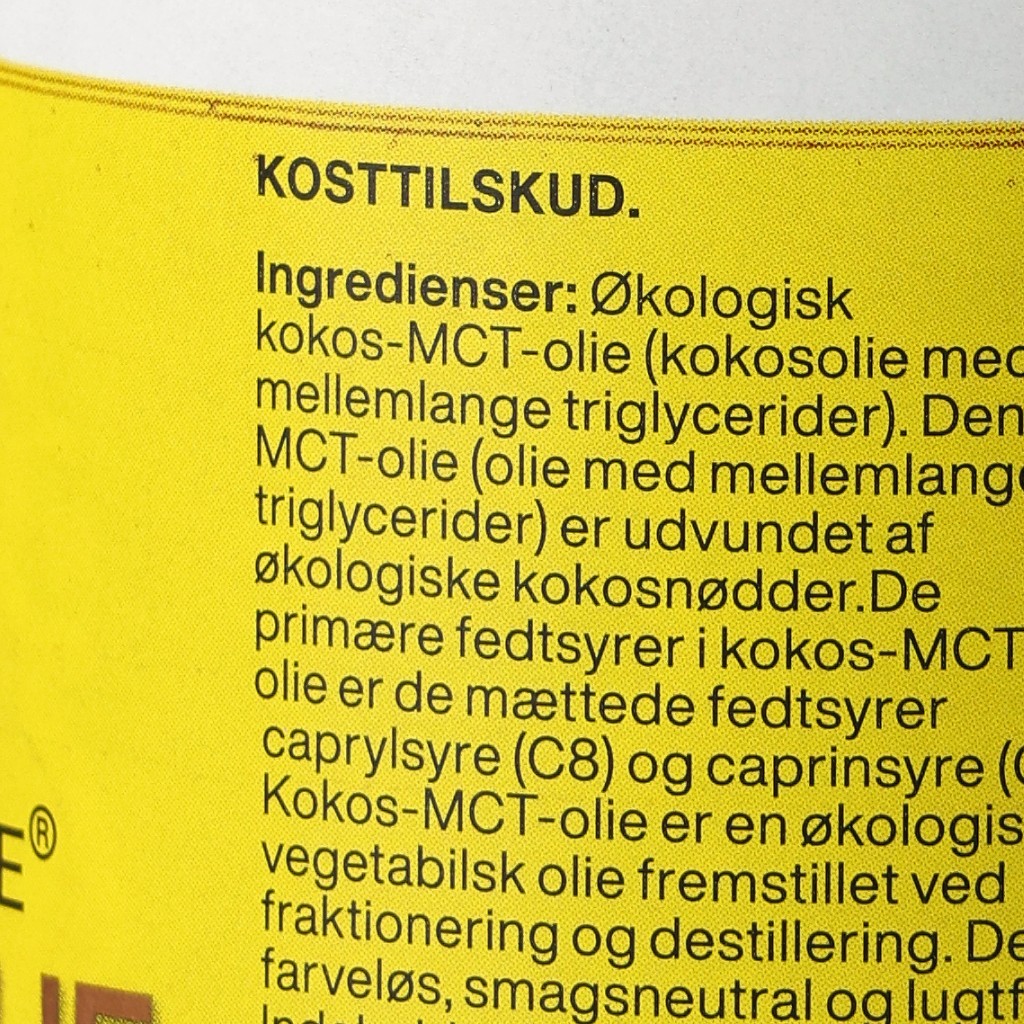 KOSTTILSKUD.
Ingredienser: Økologisk
kokos-MCT-olie (kokosolie med
mellemlange triglycerider). Den
MCT-olie (olie med mellemlange
triglycerider) er udvundet af
økologiske kokosnødder.De
primære fedtsyrer i kokos-MCT
olie er de mættede fedtsyrer
caprylsyre (C8) og caprinsyre (
Kokos-MCT-olie er en økologis
vegetabilsk olie fremstillet ved
fraktionering og destillering. De
farveløs, smagsneutral og lugtf
E®